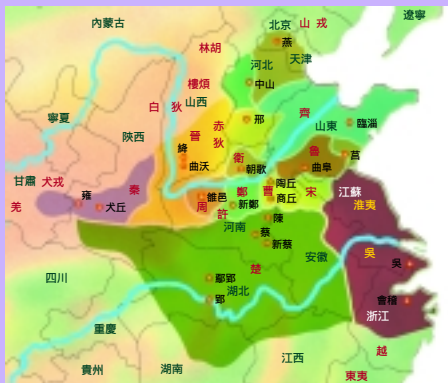 內蒙古
北京
山戎
遼寧
燕
林胡
天津
河北
樓煩
中山
白狄
山西
齊
寧夏
赤狄
邢
山東
臨淄
陝西
晉
絳
衛
魯
莒
曲沃
朝歌
曲阜
甘肅
犬戎
秦
陶丘
江蘇
羌
雍
犬丘
周
雒邑
鄭
曹
宋
淮夷
許
新鄭
商丘
陳
河南
蔡
新蔡
安徽
吳
四川
楚
吳
鄢郢
湖北
郢
會稽
重慶
浙江
貴州
湖南
江西
越
東夷